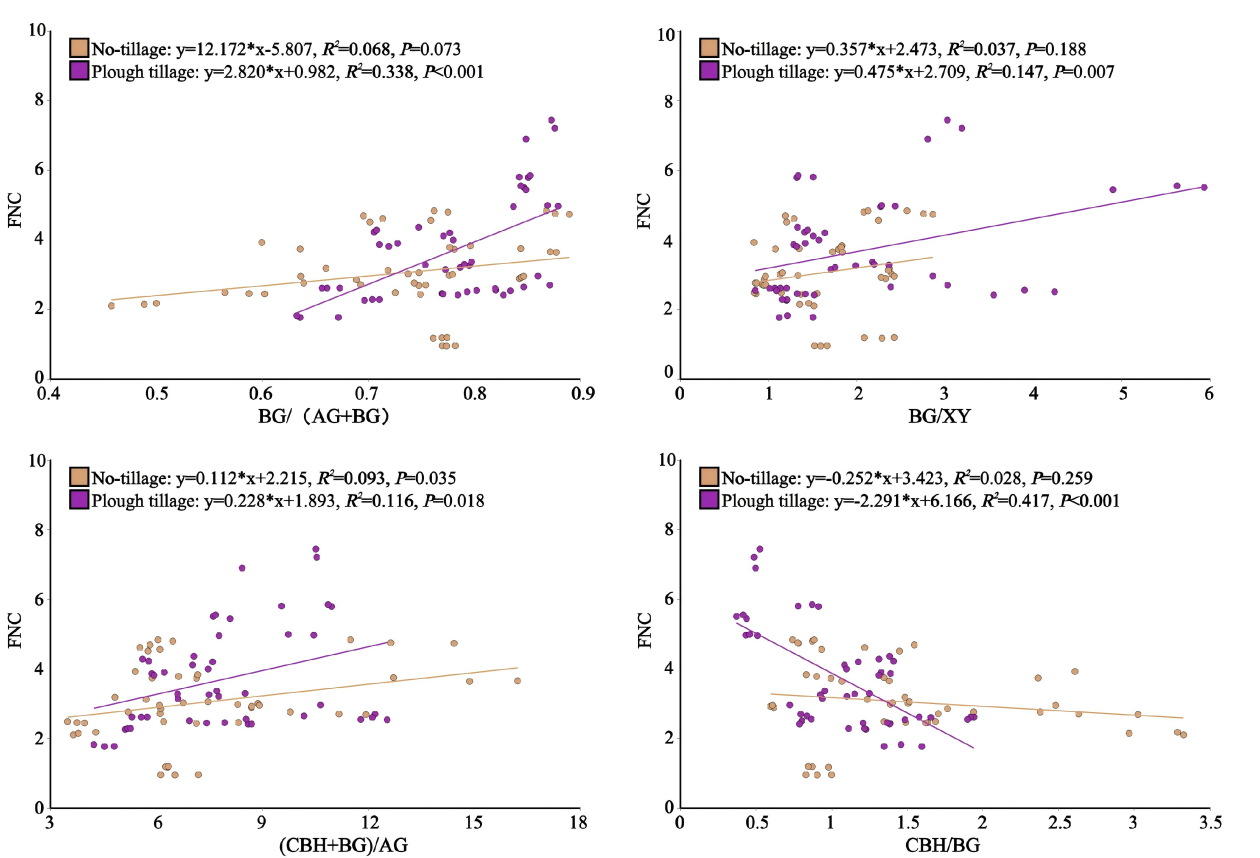 No-tillage: y=12.172*x-5.807, R²=0.068, P=0.073
Plough tillage: y=2.820*x+0.982, R²=0.338, P<0.001
FNC
10
8
6
4
2
0
0.4 0.5 0.6 0.7 0.8 0.9
BG/（AG+BG）
No-tillage: y=0.357*x+2.473, R²=0.037, P=0.188
Plough tillage: y=0.475*x+2.709, R²=0.147, P=0.007
FNC
10
8
6
4
2
0
0 1 2 3 4 5 6
BG/XY
No-tillage: y=0.112*x+2.215, R²=0.093, P=0.035
Plough tillage: y=0.228*x+1.893, R²=0.116, P=0.018
FNC
10
8
6
4
2
0
3 6 9 12 15 18
(CBH+BG)/AG
No-tillage: y=-0.252*x+3.423, R²=0.028, P=0.259
Plough tillage: y=-2.291*x+6.166, R²=0.417, P<0.001
FNC
10
8
6
4
2
0
0 0.5 1 1.5 2 2.5 3 3.5
CBH/BG